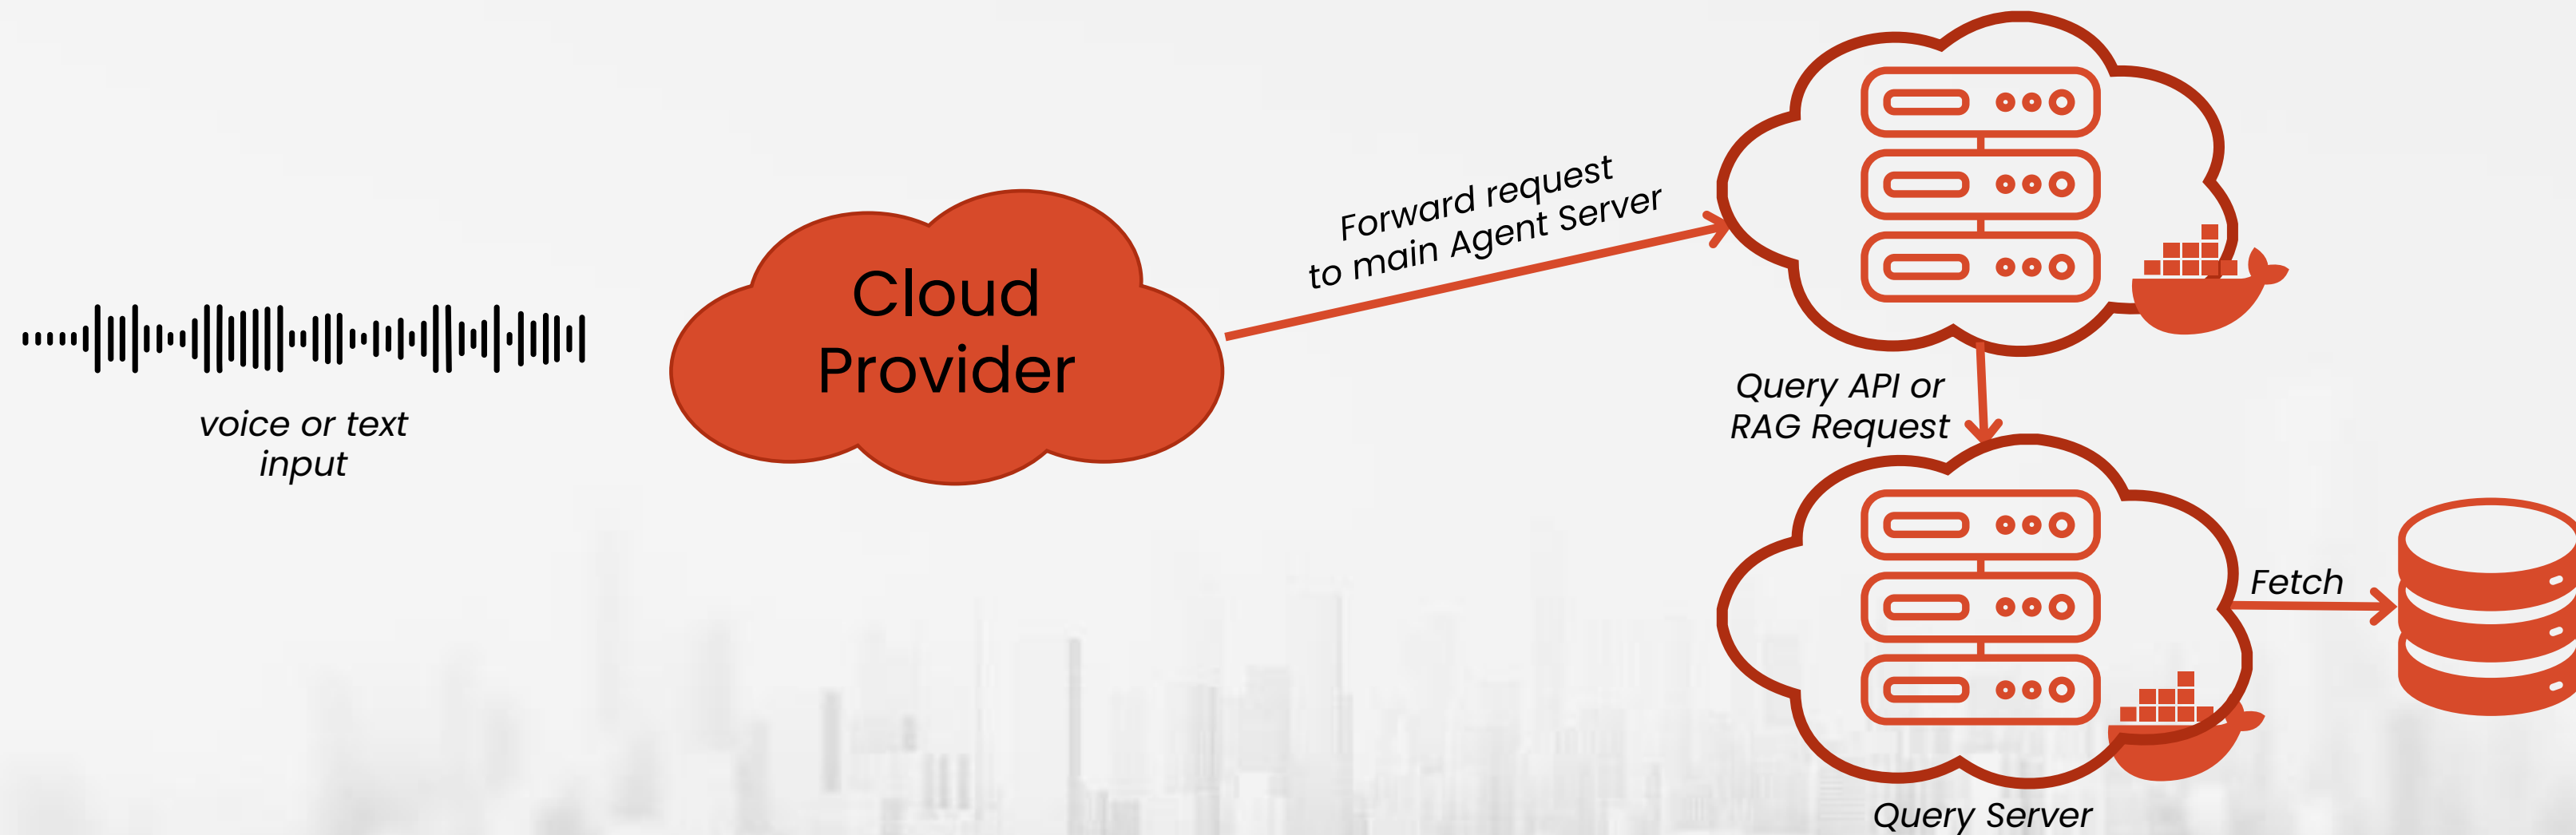 voice or text
input
Cloud
Provider
Forward request
to main Agent Server
Query API or
RAG Request
Fetch
Query Server